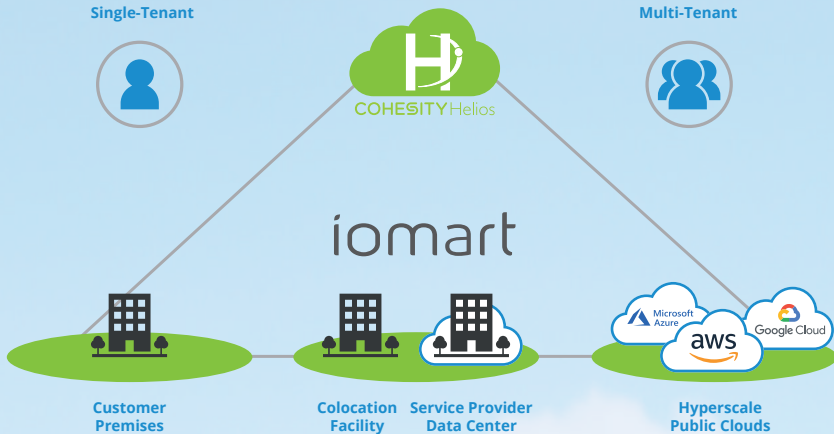 Single-Tenant
Multi-Tenant
H
COHESITY Helios
iomart
Microsoft
Azure
aws
Google Cloud
Customer
Premises
Colocation
Facility
Service Provider
Data Center
Hyperscale
Public Clouds